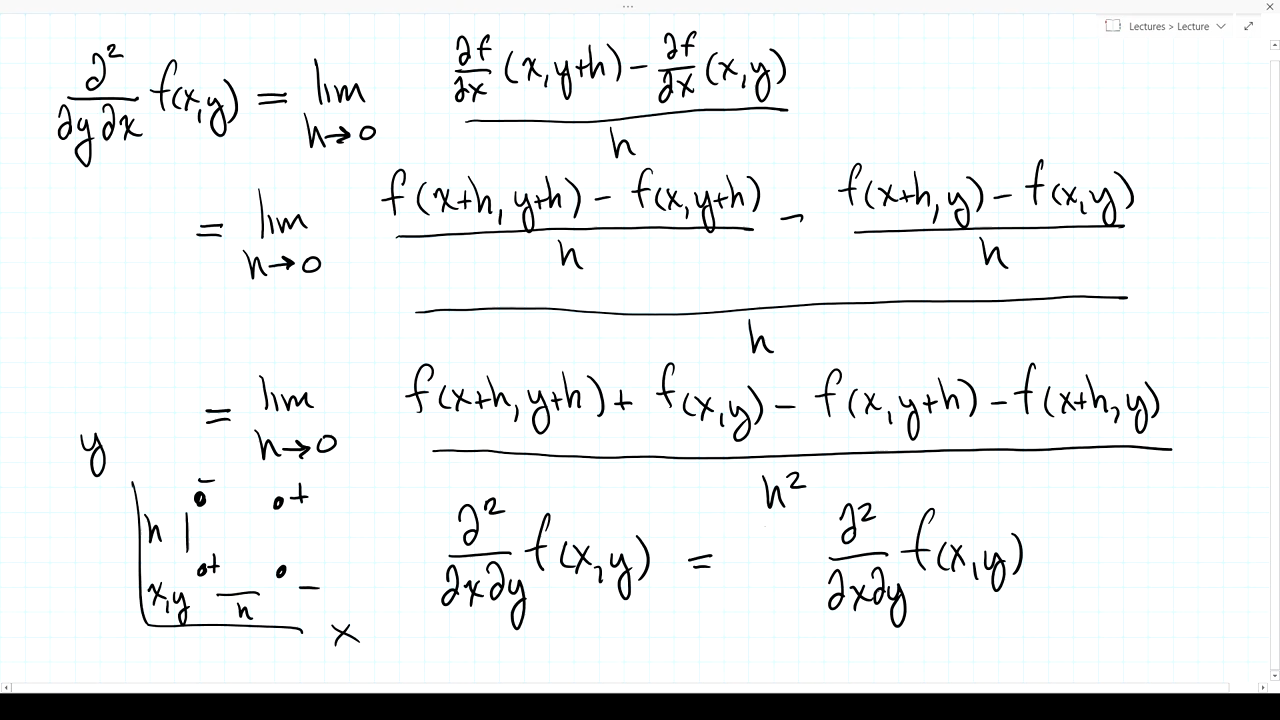 Lectures > Lecture
∂²/∂y∂x f(x,y) = lim h→0 (∂f/∂x (x,y+h) − ∂f/∂x (x,y)) / h
= lim h→0 ((f(x+h, y+h) − f(x,y+h)) / h − (f(x+h,y) − f(x,y)) / h) / h
= lim h→0 (f(x+h, y+h) + f(x,y) − f(x,y+h) − f(x+h,y)) / h²
y
− +
h
+ −
x,y h
x
∂²/∂x∂y f(x,y) = ∂²/∂x∂y f(x,y)